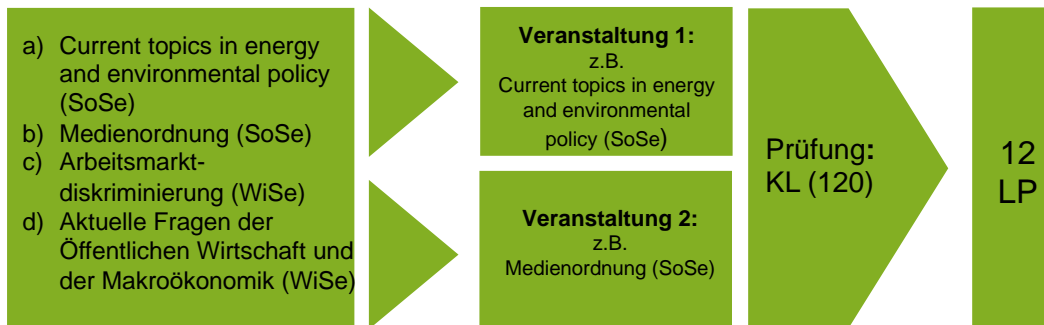 a) Current topics in energy
and environmental policy
(SoSe)
b) Medienordnung (SoSe)
c) Arbeitsmarkt-
diskriminierung (WiSe)
d) Aktuelle Fragen der
Öffentlichen Wirtschaft und
der Makroökonomik (WiSe)
Veranstaltung 1:
z.B.
Current topics in energy
and environmental
policy (SoSe)
Veranstaltung 2:
z.B.
Medienordnung (SoSe)
Prüfung:
KL (120)
12
LP